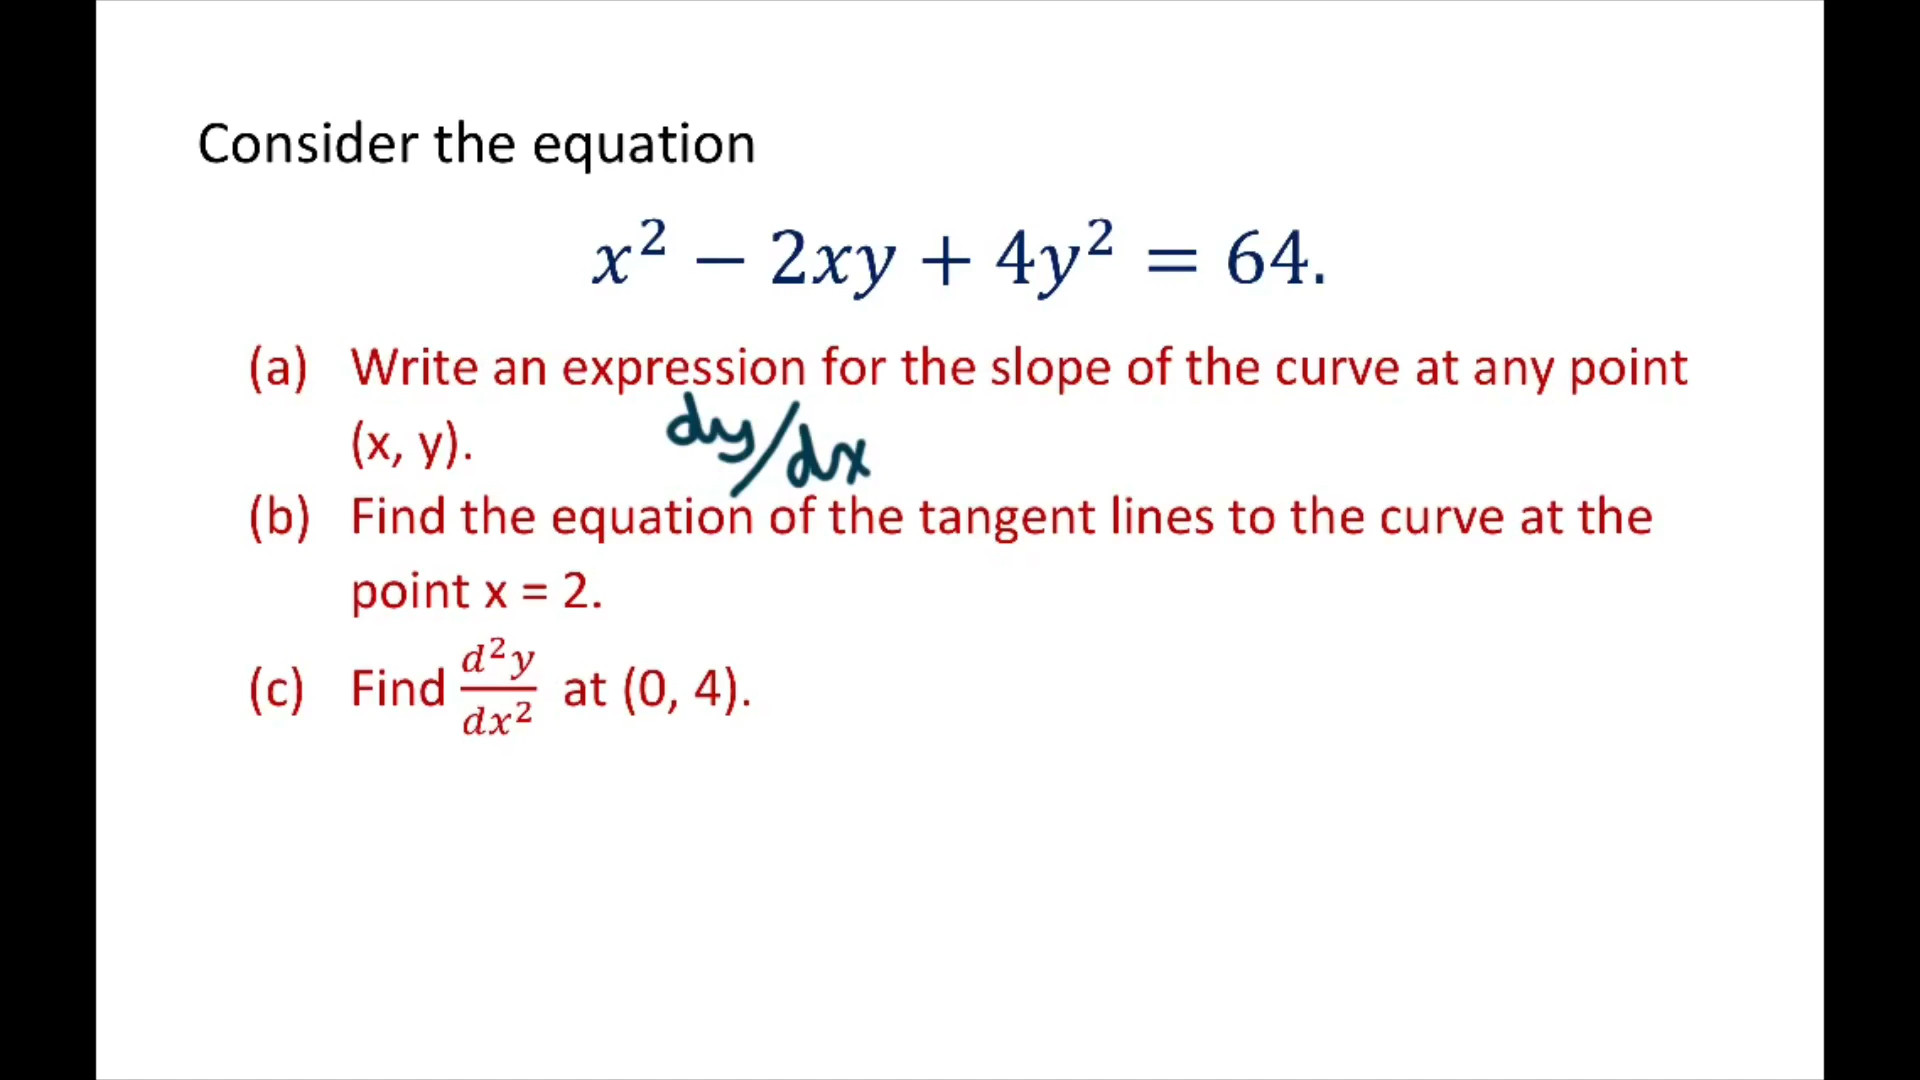 Consider the equation
x² − 2xy + 4y² = 64.
(a) Write an expression for the slope of the curve at any point
(x, y). dy/dx
(b) Find the equation of the tangent lines to the curve at the
point x = 2.
(c) Find d²y/dx² at (0, 4).